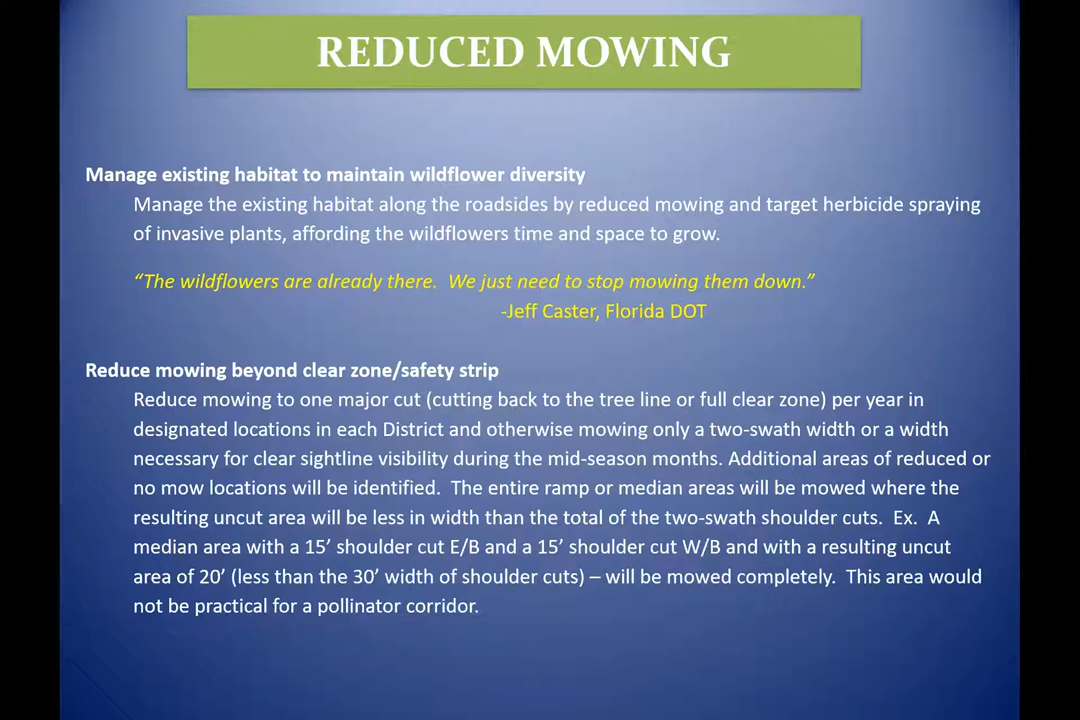 REDUCED MOWING
Manage existing habitat to maintain wildflower diversity
Manage the existing habitat along the roadsides by reduced mowing and target herbicide spraying
of invasive plants, affording the wildflowers time and space to grow.
“The wildflowers are already there.  We just need to stop mowing them down.”
-Jeff Caster, Florida DOT
Reduce mowing beyond clear zone/safety strip
Reduce mowing to one major cut (cutting back to the tree line or full clear zone) per year in
designated locations in each District and otherwise mowing only a two-swath width or a width
necessary for clear sightline visibility during the mid-season months. Additional areas of reduced or
no mow locations will be identified.  The entire ramp or median areas will be mowed where the
resulting uncut area will be less in width than the total of the two-swath shoulder cuts.  Ex.  A
median area with a 15’ shoulder cut E/B and a 15’ shoulder cut W/B and with a resulting uncut
area of 20’ (less than the 30’ width of shoulder cuts) – will be mowed completely.  This area would
not be practical for a pollinator corridor.